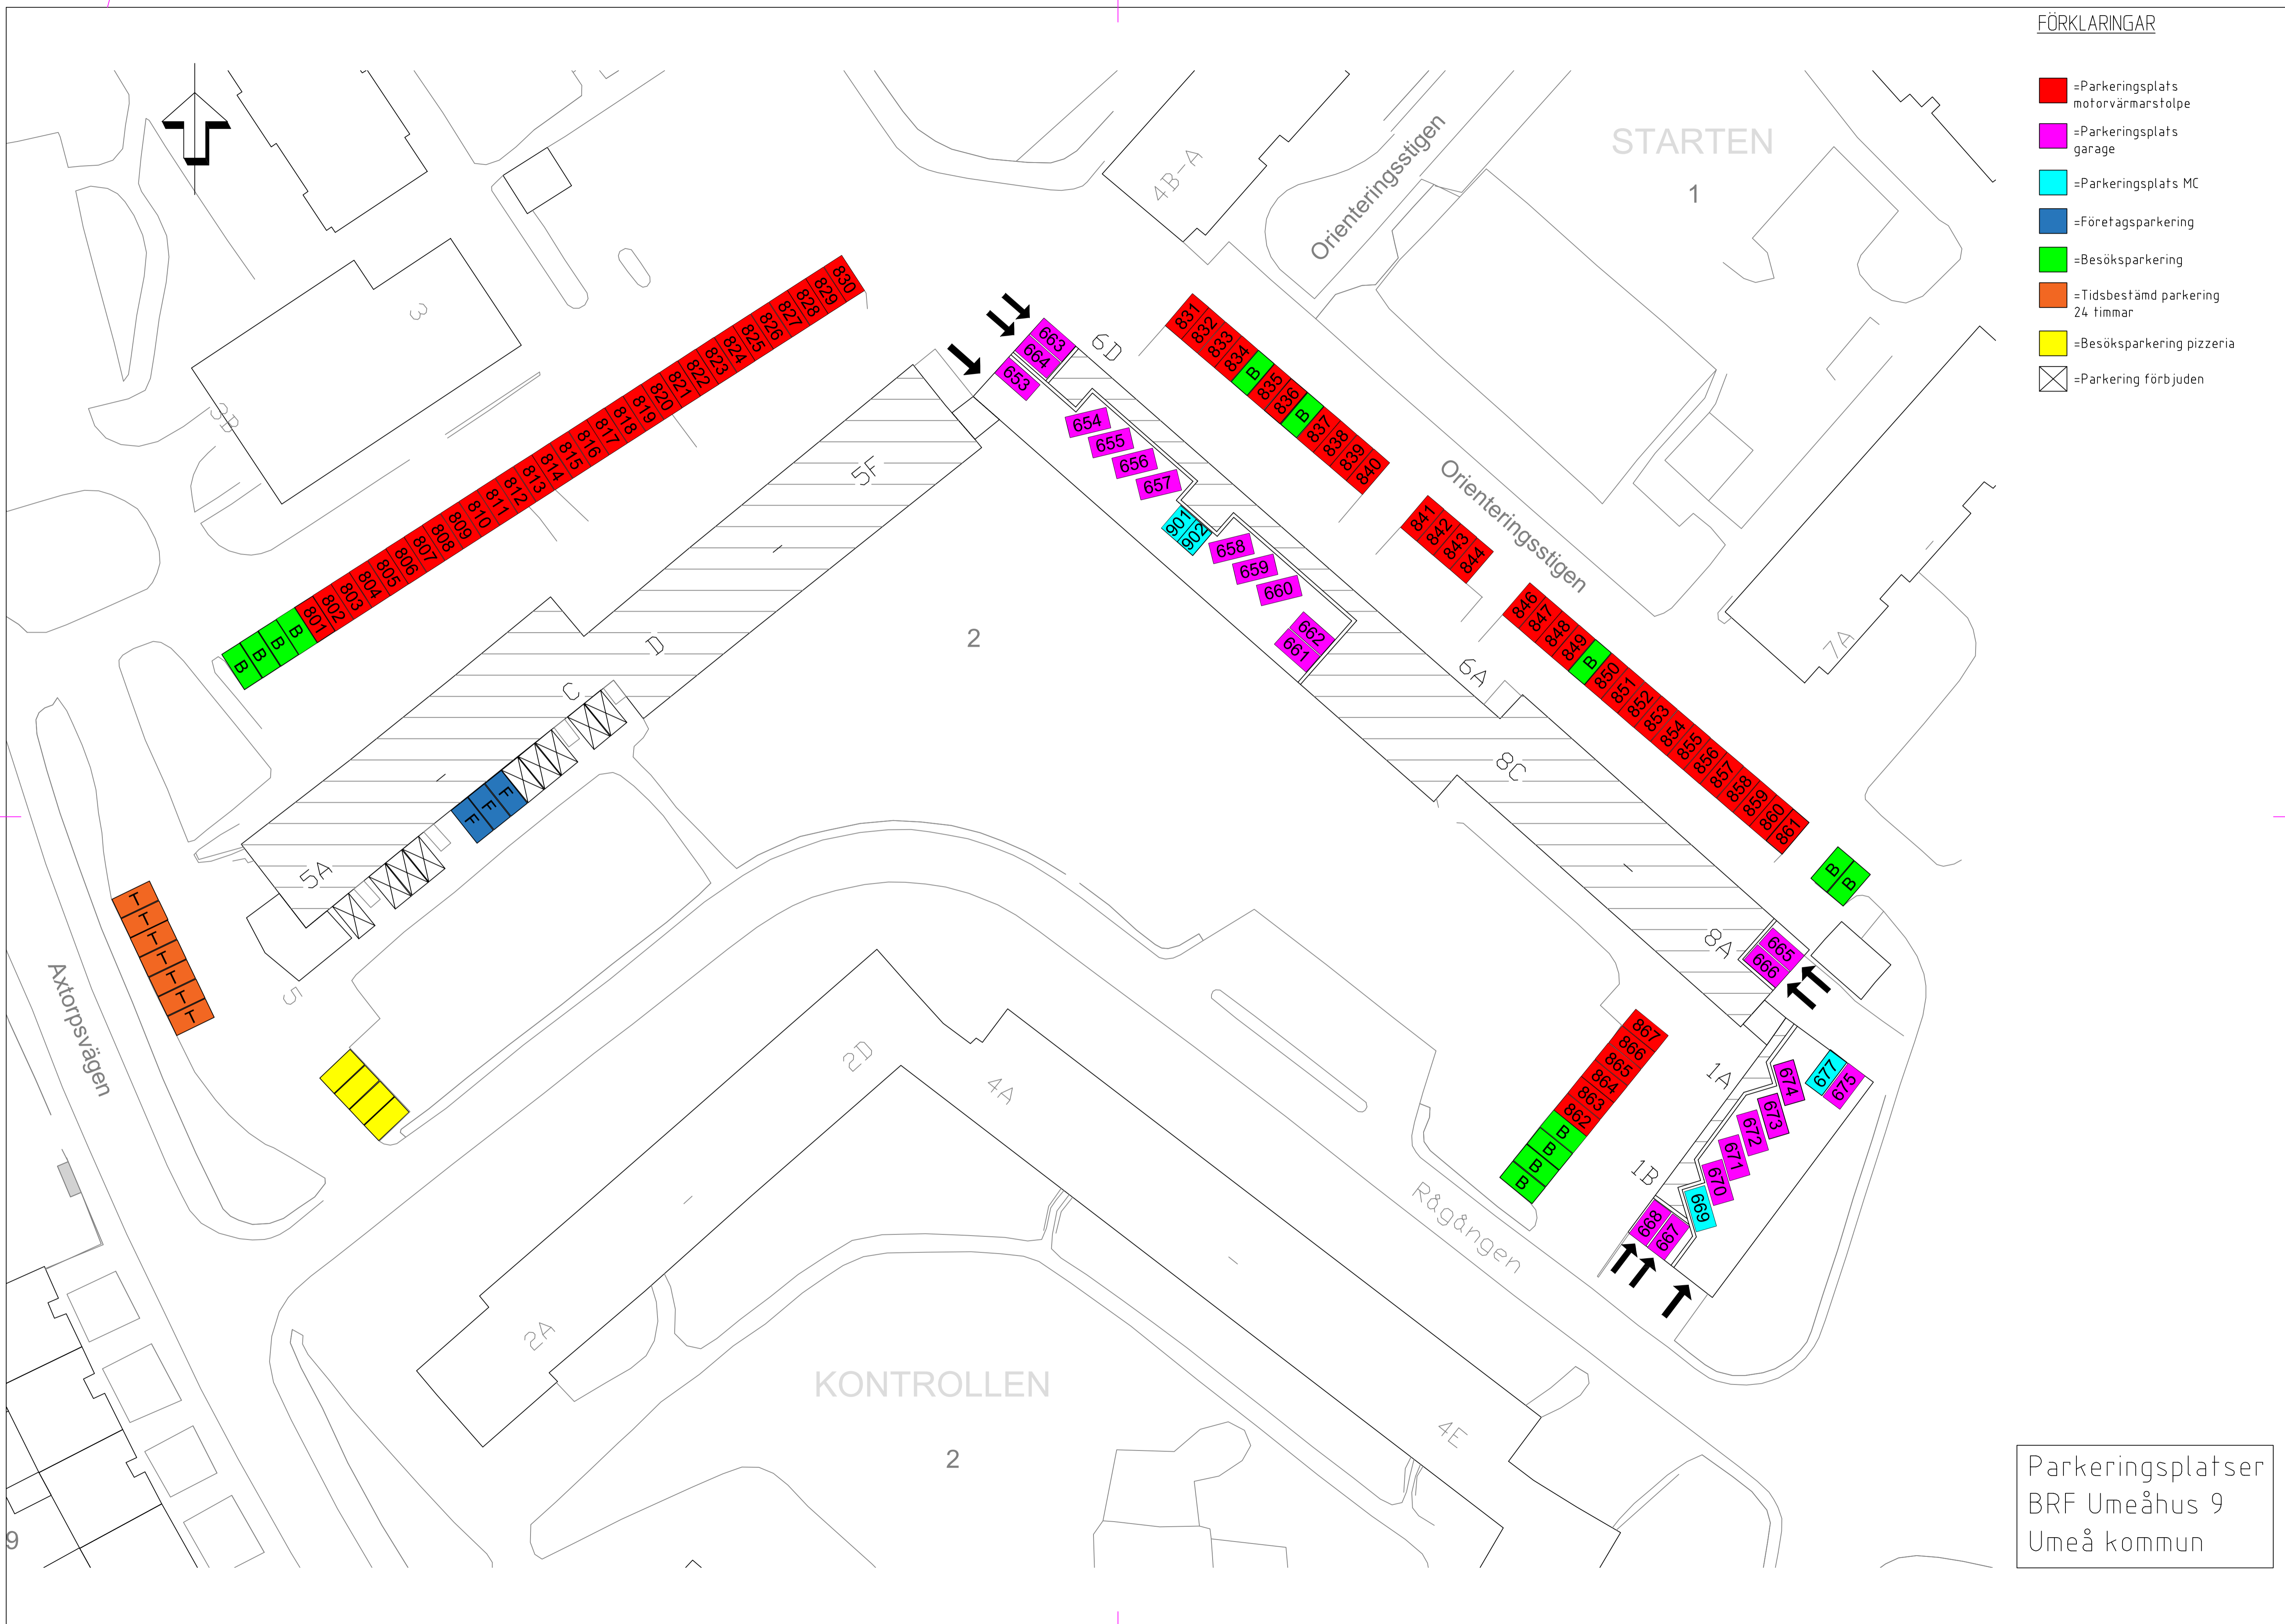 FÖRKLARINGAR
=Parkeringsplats
motorvärmarstolpe
=Parkeringsplats
garage
=Parkeringsplats MC
=Företagsparkering
=Besöksparkering
=Tidsbestämd parkering
24 timmar
=Besöksparkering pizzeria
=Parkering förbjuden
STARTEN
1
Orienteringsstigen
4B-A
3
3B
B
B
B
B
801
802
803
804
805
806
807
808
809
810
811
812
813
814
815
816
817
818
819
820
821
822
823
824
825
826
827
828
829
830
663
664
653
6D
654
655
656
657
901
902
658
659
660
662
661
831
832
833
834
B
835
836
B
837
838
839
840
841
842
843
844
Orienteringsstigen
846
847
848
849
B
850
851
852
853
854
855
856
857
858
859
860
861
B
B
7A
5F
D
C
5A
5
2
6A
8C
8A
F
F
F
T
T
T
T
T
T
T
Axtorpsvägen
665
666
867
866
865
864
863
862
B
B
B
B
1A
1B
677
675
674
673
672
671
670
669
668
667
Rågången
2D
4A
2A
4E
KONTROLLEN
2
9
Parkeringsplatser
BRF Umeåhus 9
Umeå kommun